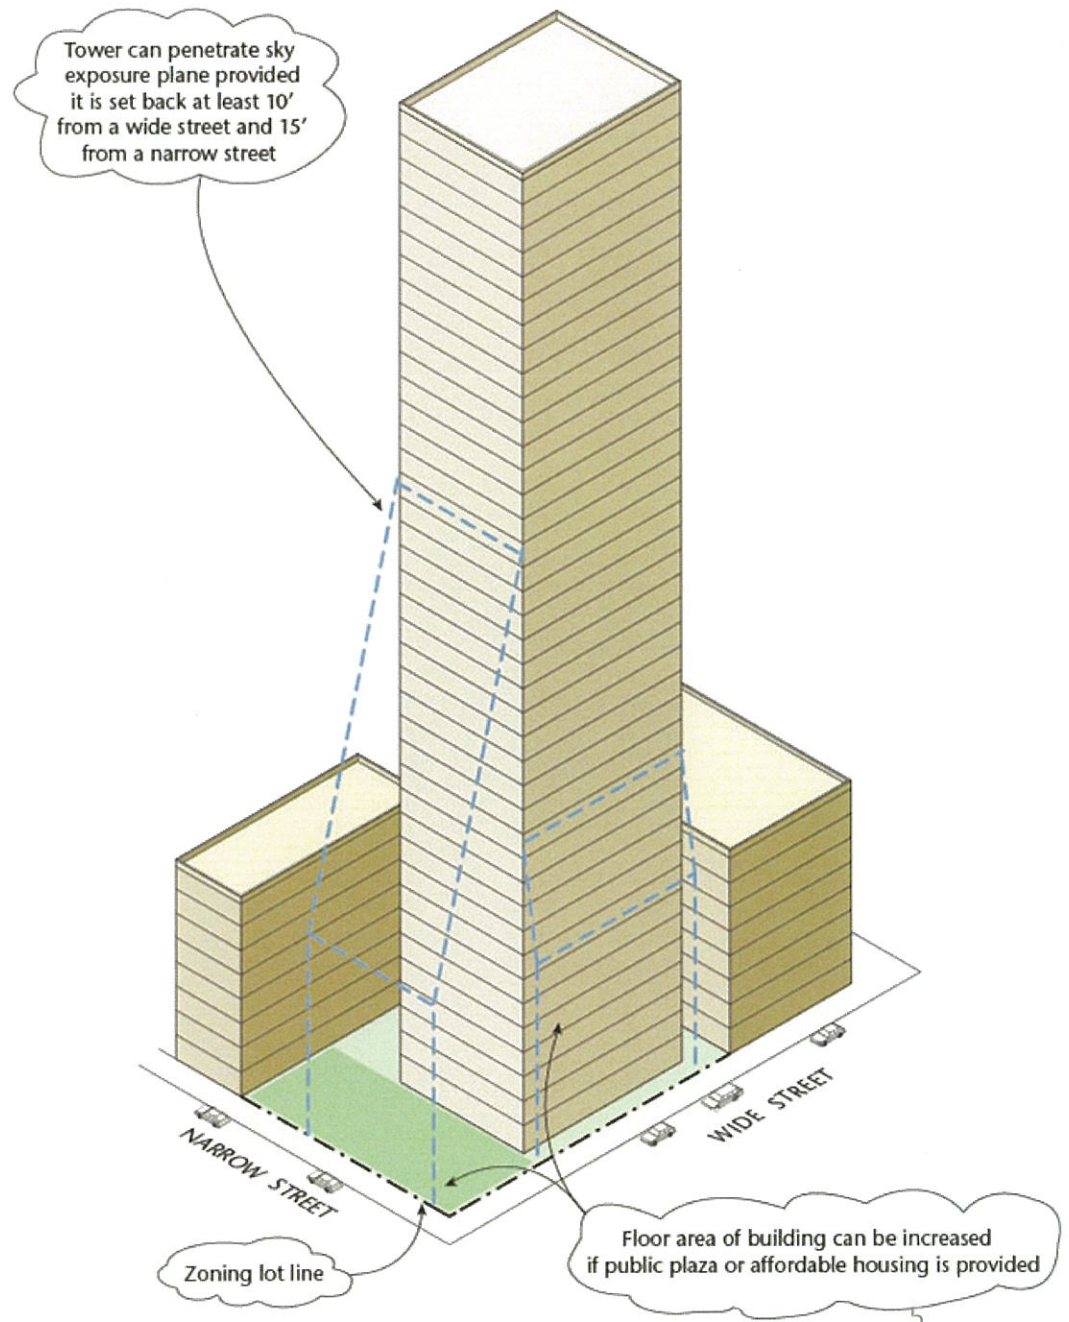 Tower can penetrate sky
exposure plane provided
it is set back at least 10′
from a wide street and 15′
from a narrow street
WIDE STREET
NARROW STREET
Floor area of building can be increased
if public plaza or affordable housing is provided
Zoning lot line